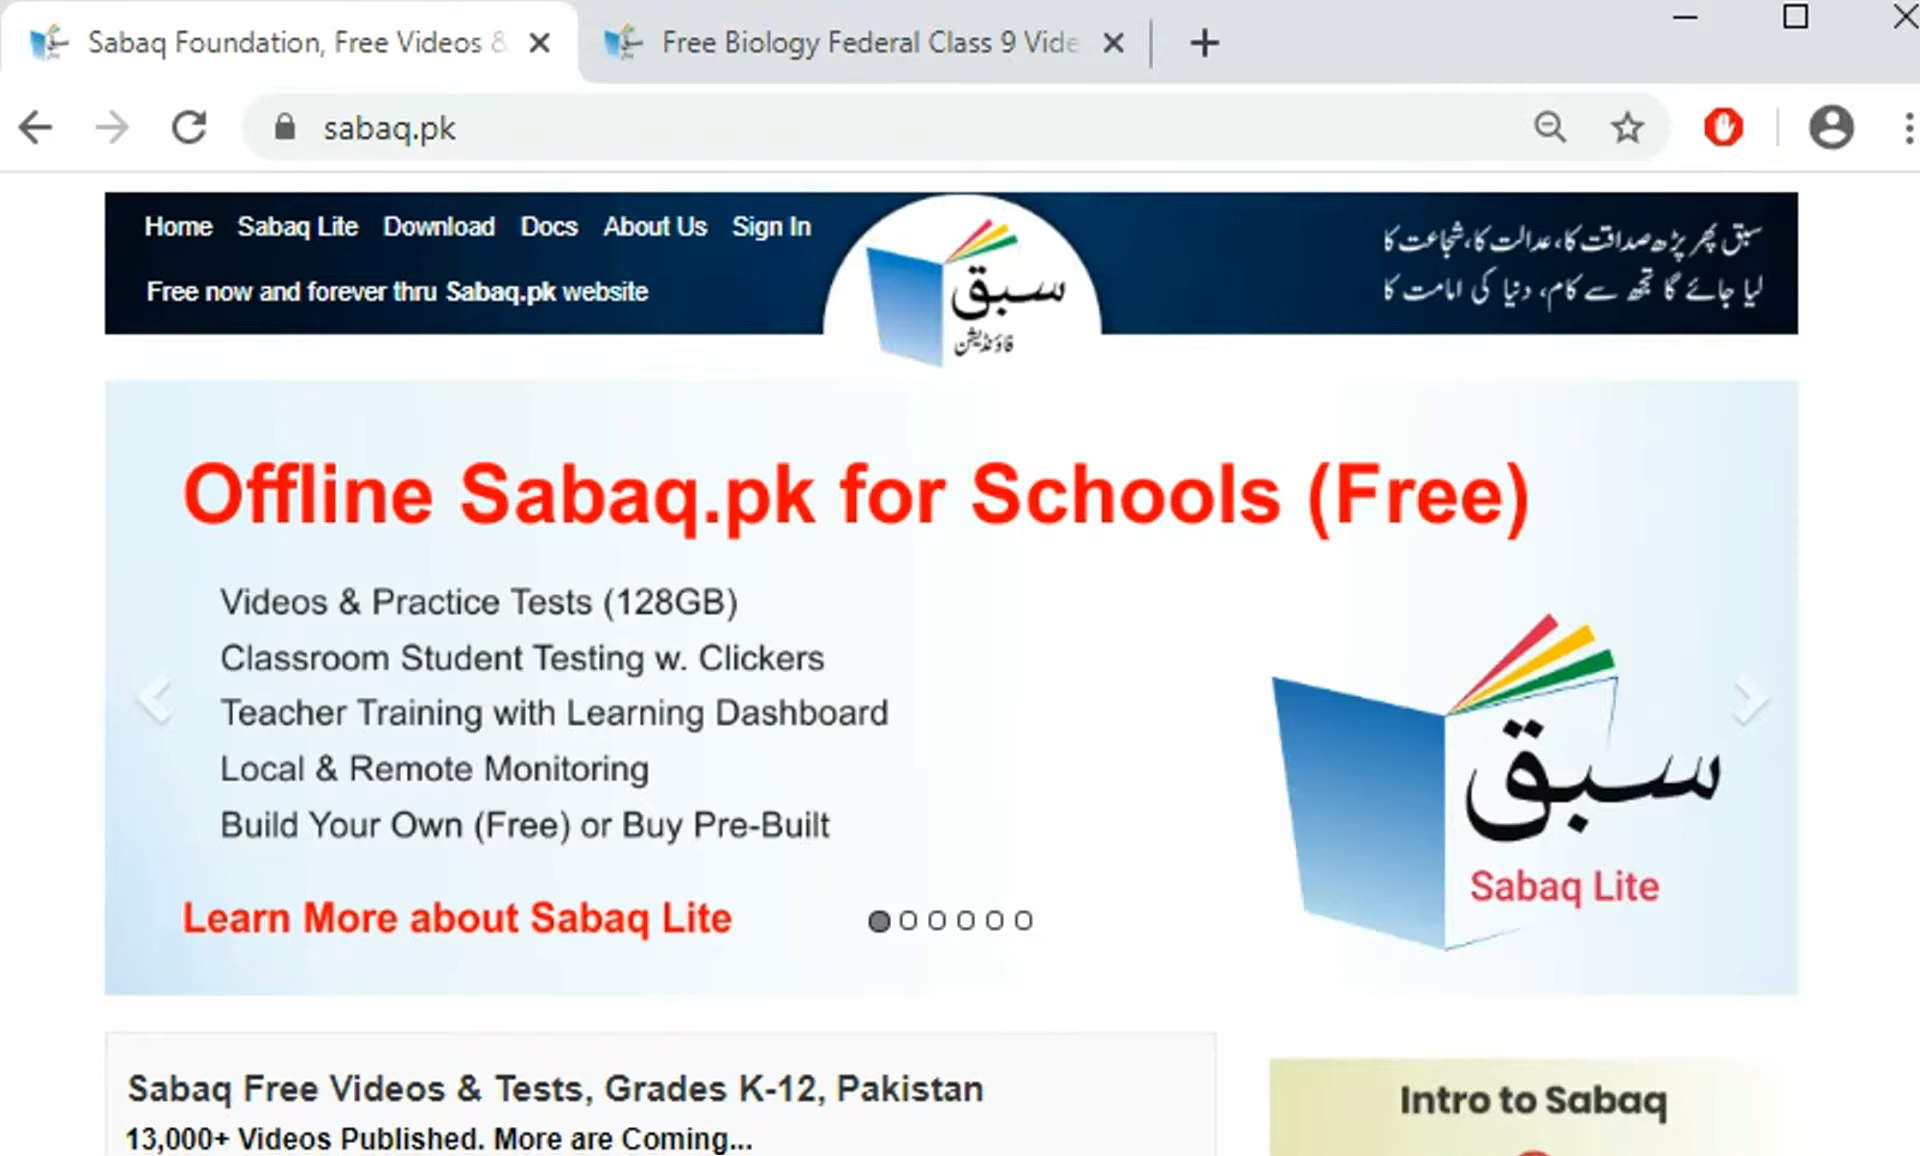 Sabaq Foundation, Free Videos &
Free Biology Federal Class 9 Vide
sabaq.pk
Home Sabaq Lite Download Docs About Us Sign In
Free now and forever thru Sabaq.pk website
سبق
فاؤنڈیشن
سبق پھر پڑھ صداقت کا، عدالت کا، شجاعت کا
لیا جائے گا تجھ سے کام، دنیا کی امامت کا
Offline Sabaq.pk for Schools (Free)
Videos & Practice Tests (128GB)
Classroom Student Testing w. Clickers
Teacher Training with Learning Dashboard
Local & Remote Monitoring
Build Your Own (Free) or Buy Pre-Built
Learn More about Sabaq Lite
سبق
Sabaq Lite
Sabaq Free Videos & Tests, Grades K-12, Pakistan
13,000+ Videos Published. More are Coming...
Intro to Sabaq